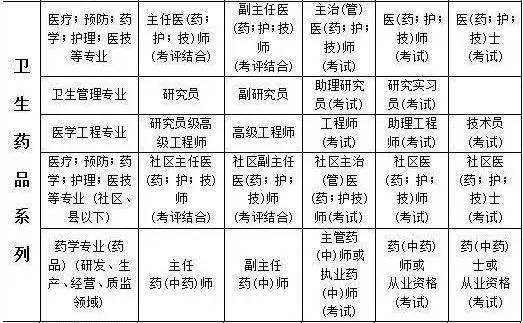 卫生药品系列
医疗；预防；药
学；护理；医技
等专业
主任医(药；
护；技)师
(考评结合)
副主任医
(药；护；技)
师
(考评结合)
主治(管)
医(药；护；
技)师
(考试)
医(药；护；
技)师
(考试)
医(药；护；
技)士
(考试)
卫生管理专业
研究员
副研究员
助理研究
员(考试)
研究实习
员(考试)
医学工程专业
研究员级高
级工程师
高级工程师
工程师
(考试)
助理工程
师(考试)
技术员
(考试)
医疗；预防；药
学；护理；医技
等专业（社区、
县以下）
社区主任医
(药；护；技)
师
(考评结合)
社区副主任
医(药；护；
技)师
(考评结合)
社区主治
(管)医
(药；护技)
师(考试)
社区医
(药；护；
技)师
(考试)
社区医
(药；护；
技)士
(考试)
药学专业(药
品)（研发、生
产、经营、质监
领域)
主任
药(中药)师
副主任
药(中)师
主管药
(中)师或
执业药
(中)师
(考试)
药(中药)
师或
从业资格
(考试)
药(中药)
士或
从业资格
(考试)